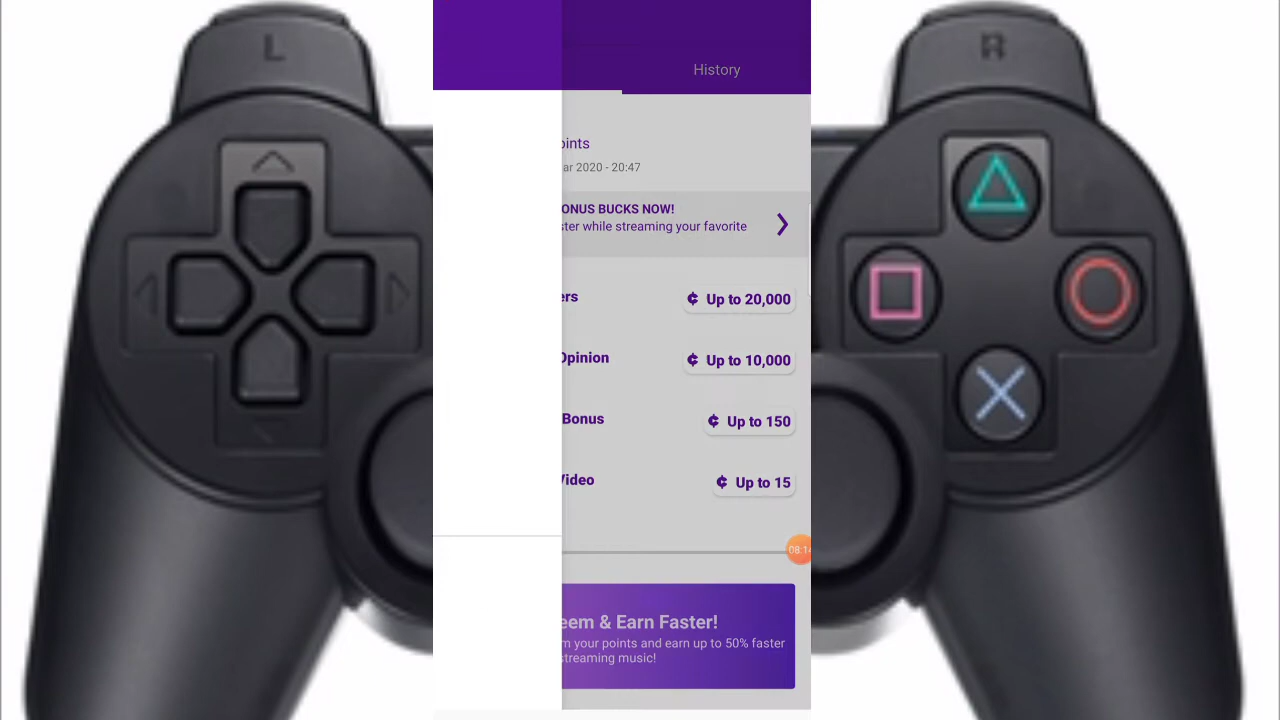 L
R
History
oints
ar 2020 - 20:47
ONUS BUCKS NOW!
ster while streaming your favorite
ers
Up to 20,000
Opinion
Up to 10,000
Bonus
Up to 150
Video
Up to 15
08:14
eem & Earn Faster!
m your points and earn up to 50% faster
streaming music!